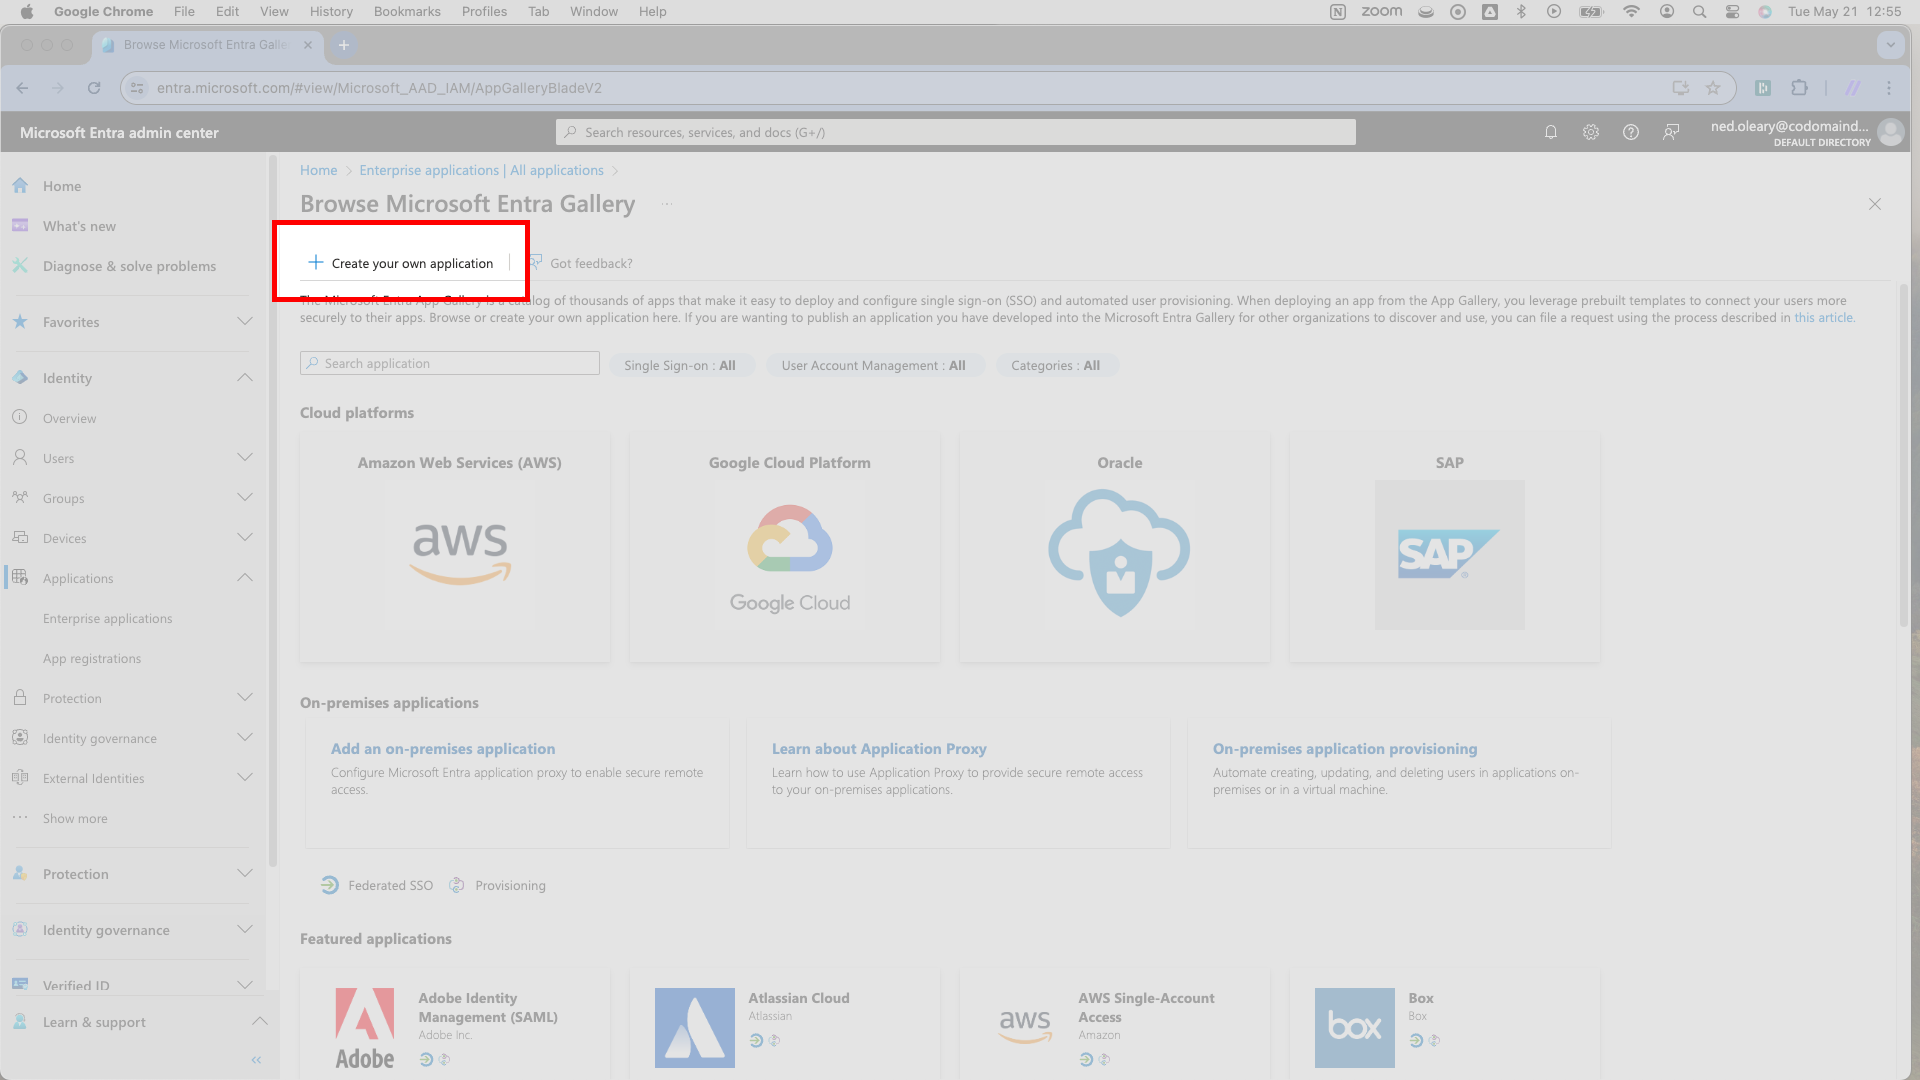 Google Chrome File Edit View History Bookmarks Profiles Tab Window Help
zoom
Tue May 21 12:55
Browse Microsoft Entra Galle
entra.microsoft.com/#view/Microsoft_AAD_IAM/AppGalleryBladeV2
Microsoft Entra admin center
Search resources, services, and docs (G+/)
ned.oleary@codomaind...
DEFAULT DIRECTORY
Home
What's new
Diagnose & solve problems
Favorites
Identity
Overview
Users
Groups
Devices
Applications
Enterprise applications
App registrations
Protection
Identity governance
External Identities
Show more
Protection
Identity governance
Verified ID
Learn & support
Home > Enterprise applications | All applications >
Browse Microsoft Entra Gallery ...
Create your own application
Got feedback?
The Microsoft Entra App Gallery is a catalog of thousands of apps that make it easy to deploy and configure single sign-on (SSO) and automated user provisioning. When deploying an app from the App Gallery, you leverage prebuilt templates to connect your users more
securely to their apps. Browse or create your own application here. If you are wanting to publish an application you have developed into the Microsoft Entra Gallery for other organizations to discover and use, you can file a request using the process described in this article.
Search application
Single Sign-on : All
User Account Management : All
Categories : All
Cloud platforms
Amazon Web Services (AWS)
aws
Google Cloud Platform
Google Cloud
Oracle
SAP
SAP
On-premises applications
Add an on-premises application
Configure Microsoft Entra application proxy to enable secure remote
access.
Learn about Application Proxy
Learn how to use Application Proxy to provide secure remote access
to your on-premises applications.
On-premises application provisioning
Automate creating, updating, and deleting users in applications on-
premises or in a virtual machine.
Federated SSO
Provisioning
Featured applications
Adobe
Adobe Identity
Management (SAML)
Adobe Inc.
Atlassian Cloud
Atlassian
aws
AWS Single-Account
Access
Amazon
box
Box
Box